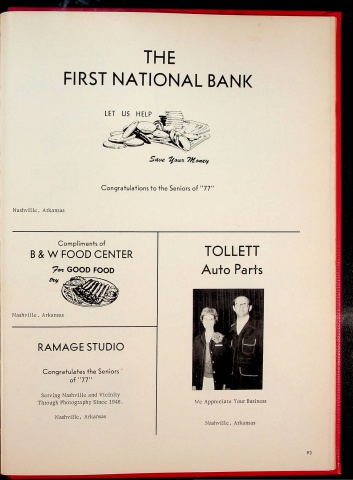 THE
FIRST NATIONAL BANK
LET US HELP
Save Your Money
Congratulations to the Seniors of "77"
Nashville, Arkansas
Compliments of
B & W FOOD CENTER
For GOOD FOOD
try
Nashville, Arkansas
RAMAGE STUDIO
Congratulates the Seniors
of "77"
Serving Nashville and Vicinity
Through Photography Since 1946.
Nashville, Arkansas
TOLLETT
Auto Parts
We Appreciate Your Business
Nashville, Arkansas
93